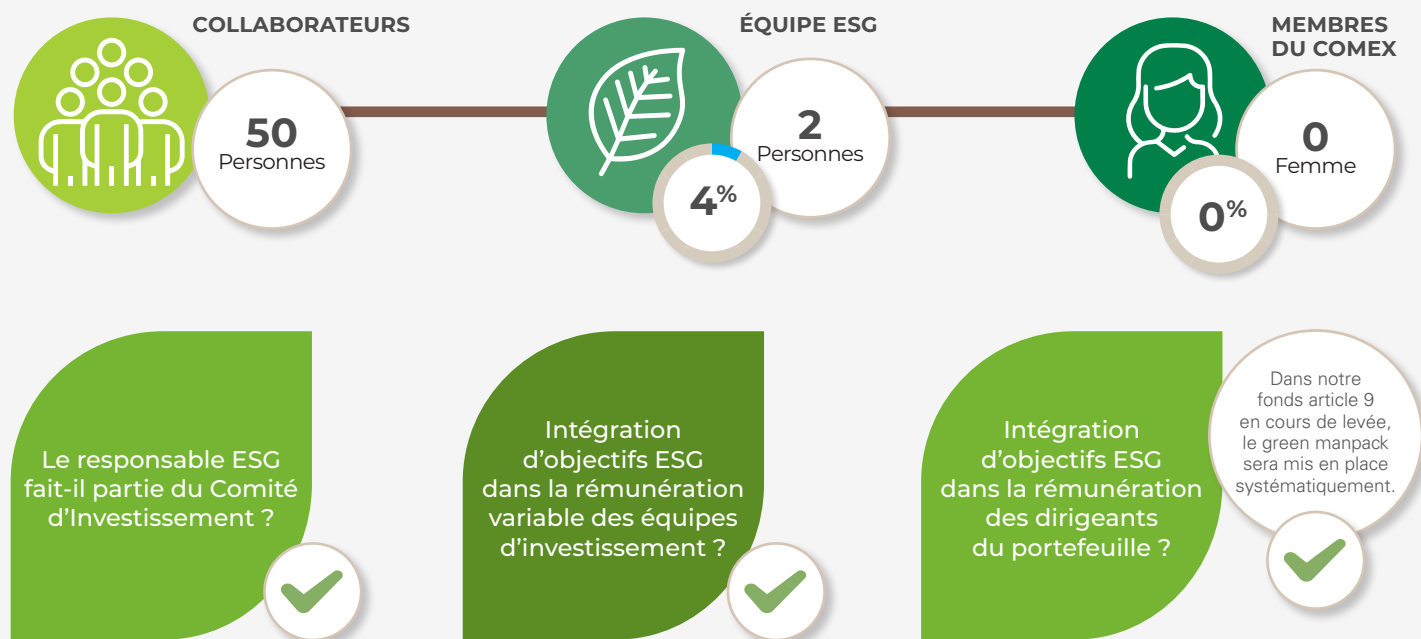 COLLABORATEURS
50
Personnes
ÉQUIPE ESG
2
Personnes
4%
MEMBRES
DU COMEX
0
Femme
0%
Le responsable ESG
fait-il partie du Comité
d’Investissement ?
Intégration
d’objectifs ESG
dans la rémunération
variable des équipes
d’investissement ?
Intégration
d’objectifs ESG
dans la rémunération
des dirigeants
du portefeuille ?
Dans notre
fonds article 9
en cours de levée,
le green manpack
sera mis en place
systématiquement.